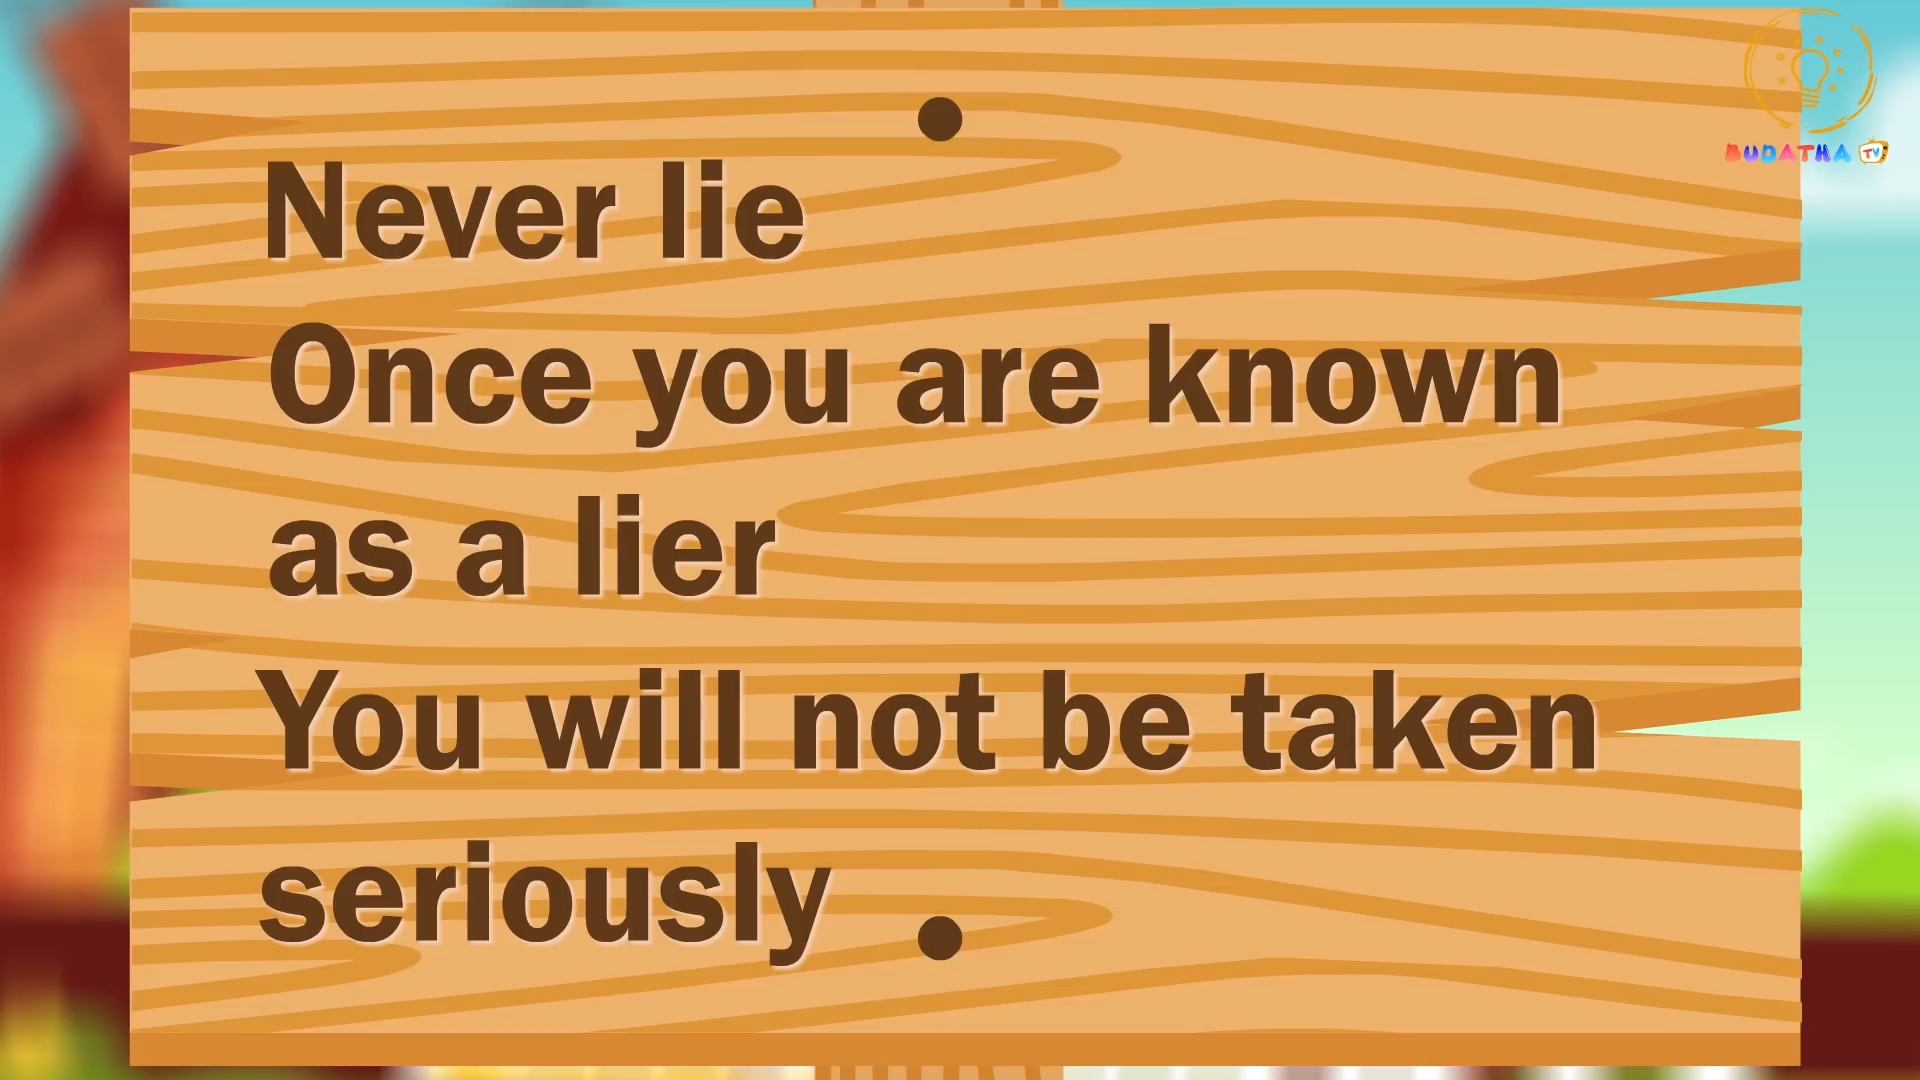 BUDATHA TV
Never lie
Once you are known
as a lier
You will not be taken
seriously